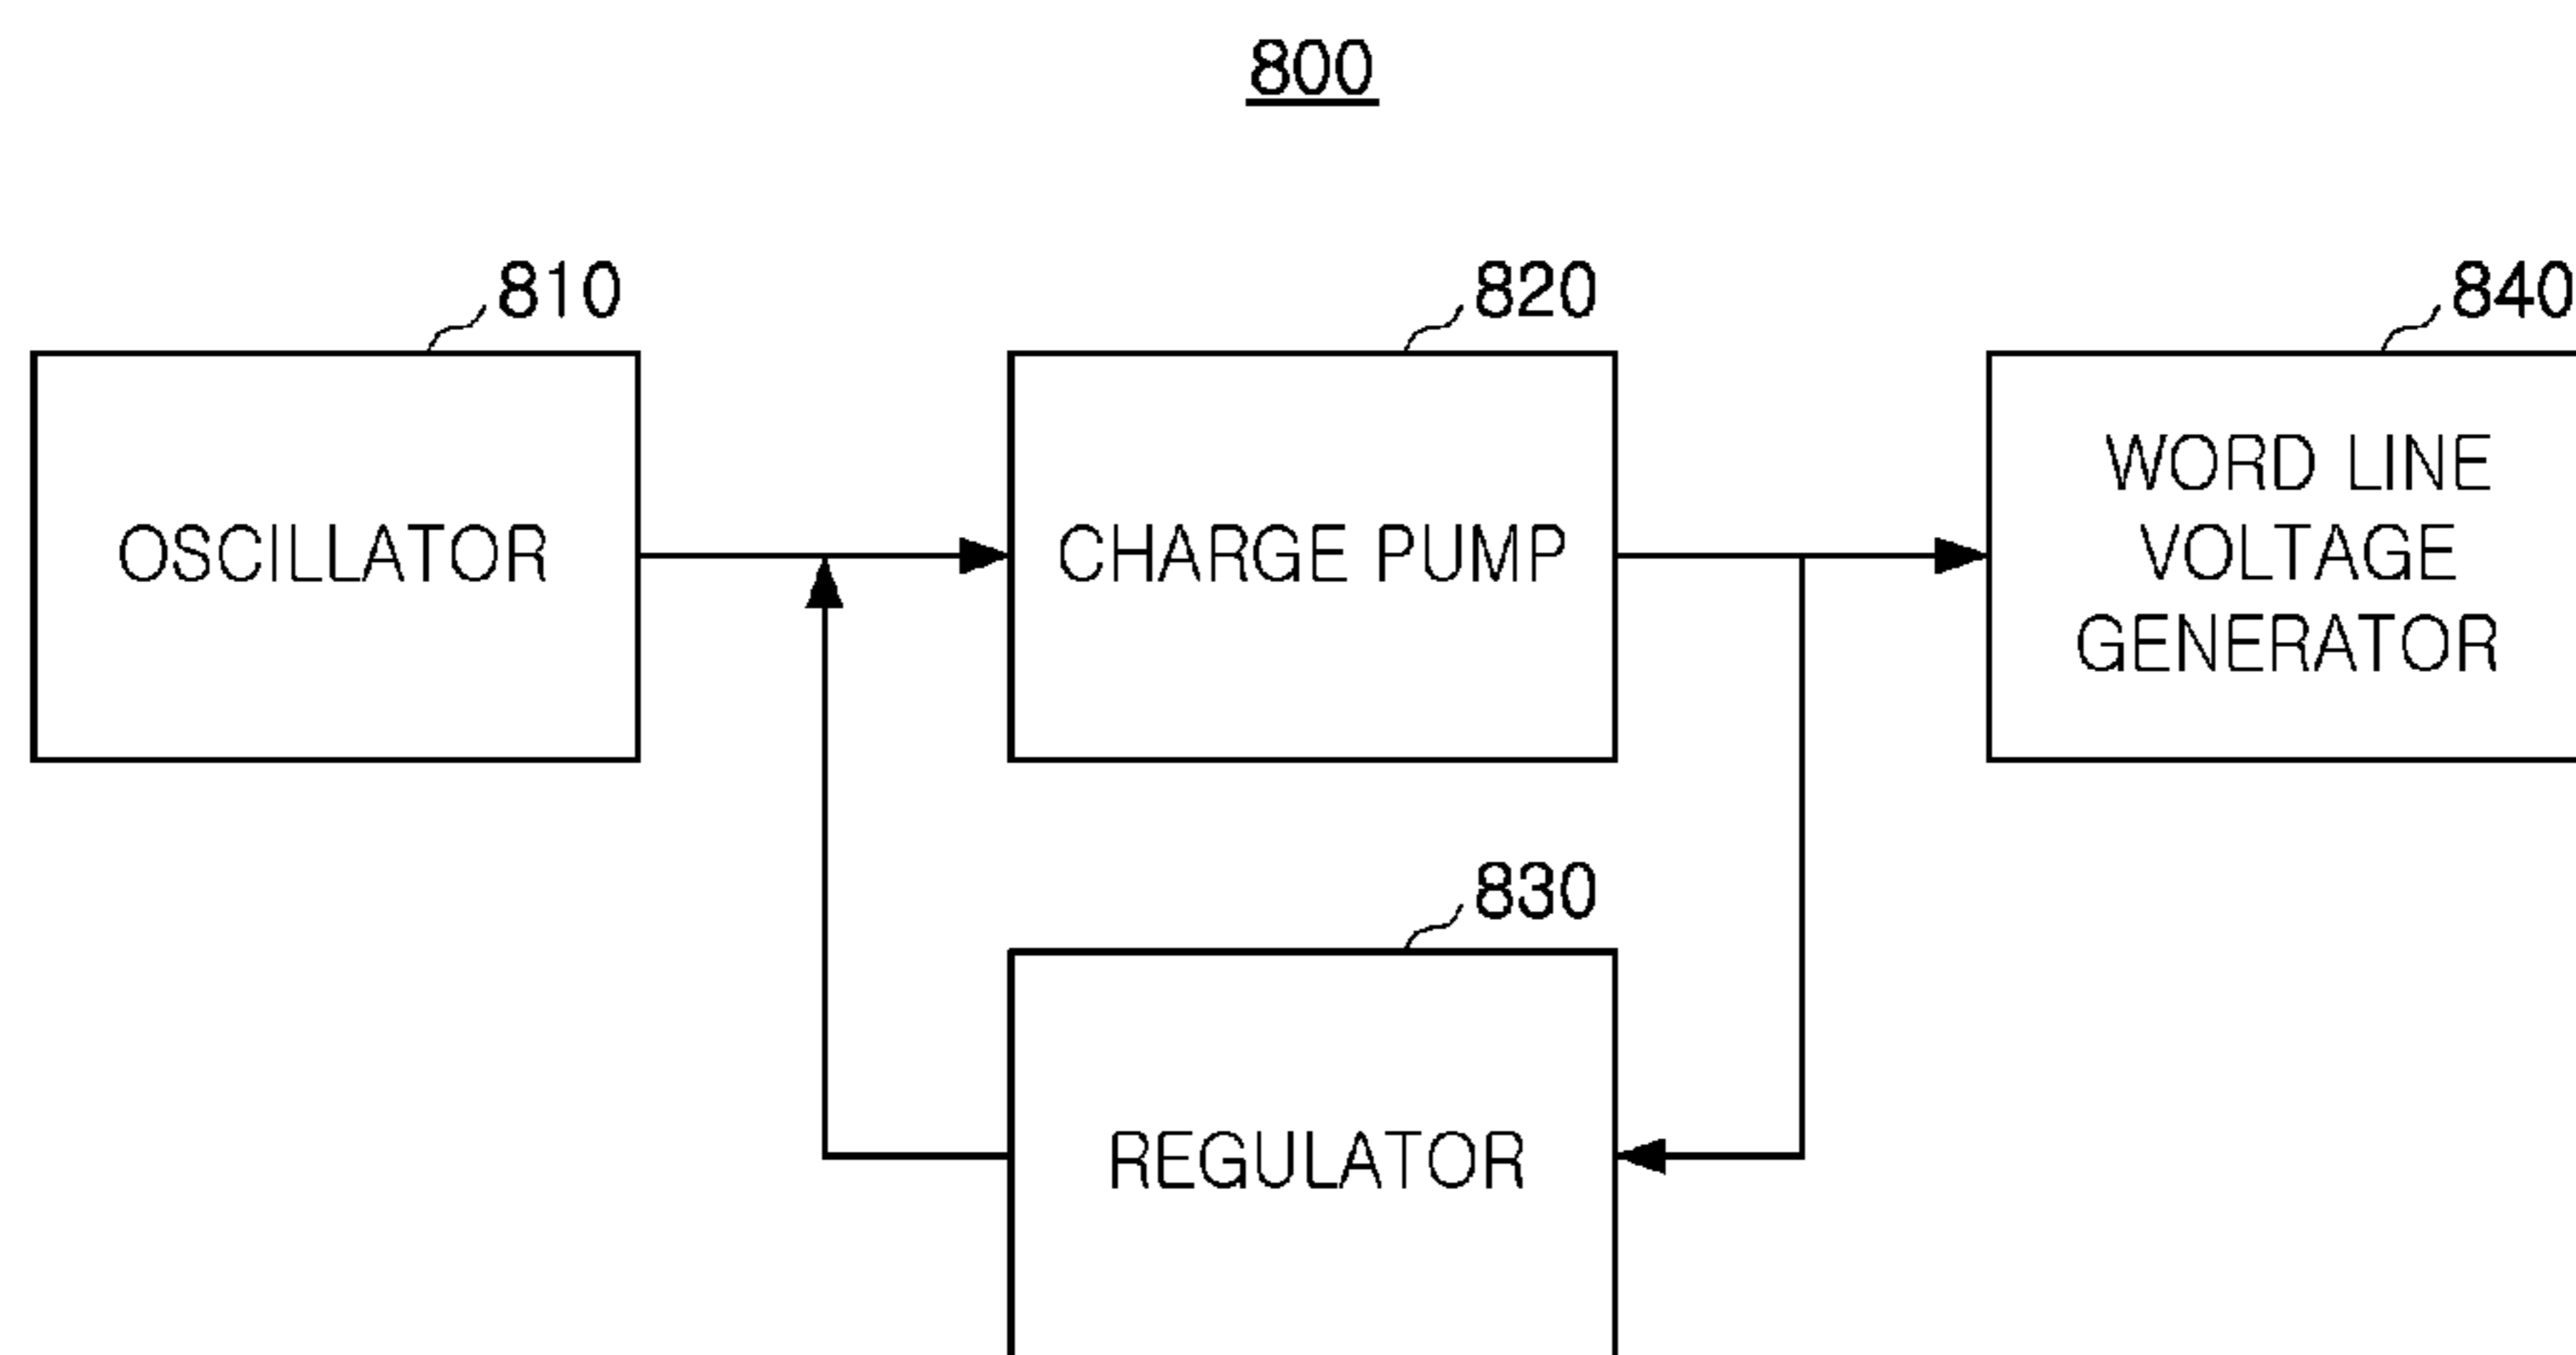 800
810
820
840
OSCILLATOR
CHARGE PUMP
WORD LINE
VOLTAGE
GENERATOR
830
REGULATOR